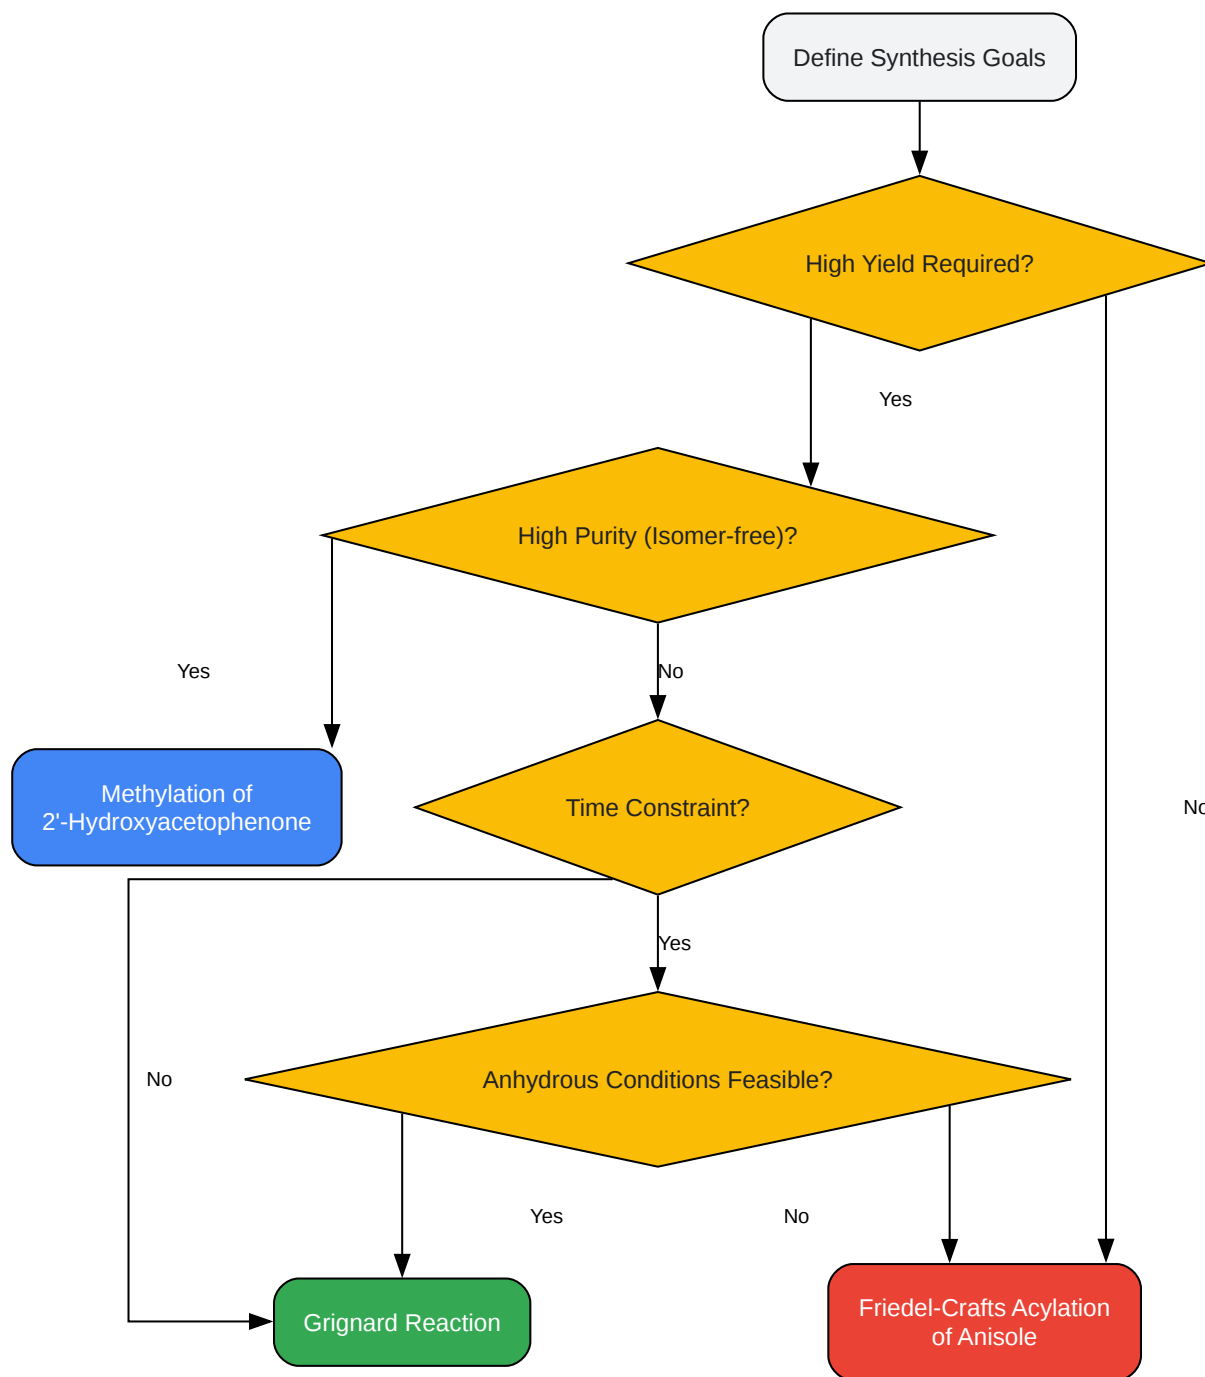 Define Synthesis Goals
High Yield Required?
Yes
High Purity (Isomer-free)?
Yes
No
Methylation of
2'-Hydroxyacetophenone
Time Constraint?
No
Yes
No
Anhydrous Conditions Feasible?
Yes
No
Grignard Reaction
Friedel-Crafts Acylation
of Anisole